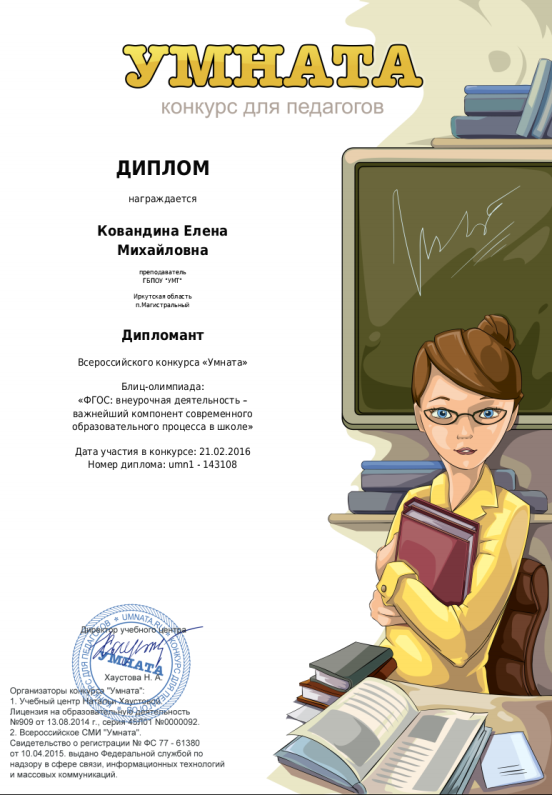 УМНАТА
конкурс для педагогов
ДИПЛОМ
награждается
Ковандина Елена
Михайловна
преподаватель
ГБПОУ "УМТ"
Иркутская область
п.Магистральный
Дипломант
Всероссийского конкурса «Умната»
Блиц-олимпиада:
«ФГОС: внеурочная деятельность –
важнейший компонент современного
образовательного процесса в школе»
Дата участия в конкурсе: 21.02.2016
Номер диплома: umn1 - 143108
Директор учебного центра
УМНАТА
Хаустова Н. А.
Организаторы конкурса "Умната":
1. Учебный центр Натальи Хаустовой.
Лицензия на образовательную деятельность
№909 от 13.08.2014 г., серия 45Л01 №0000092.
2. Всероссийское СМИ "Умната".
Свидетельство о регистрации № ФС 77 - 61380
от 10.04.2015. выдано Федеральной службой по
надзору в сфере связи, информационных технологий
и массовых коммуникаций.